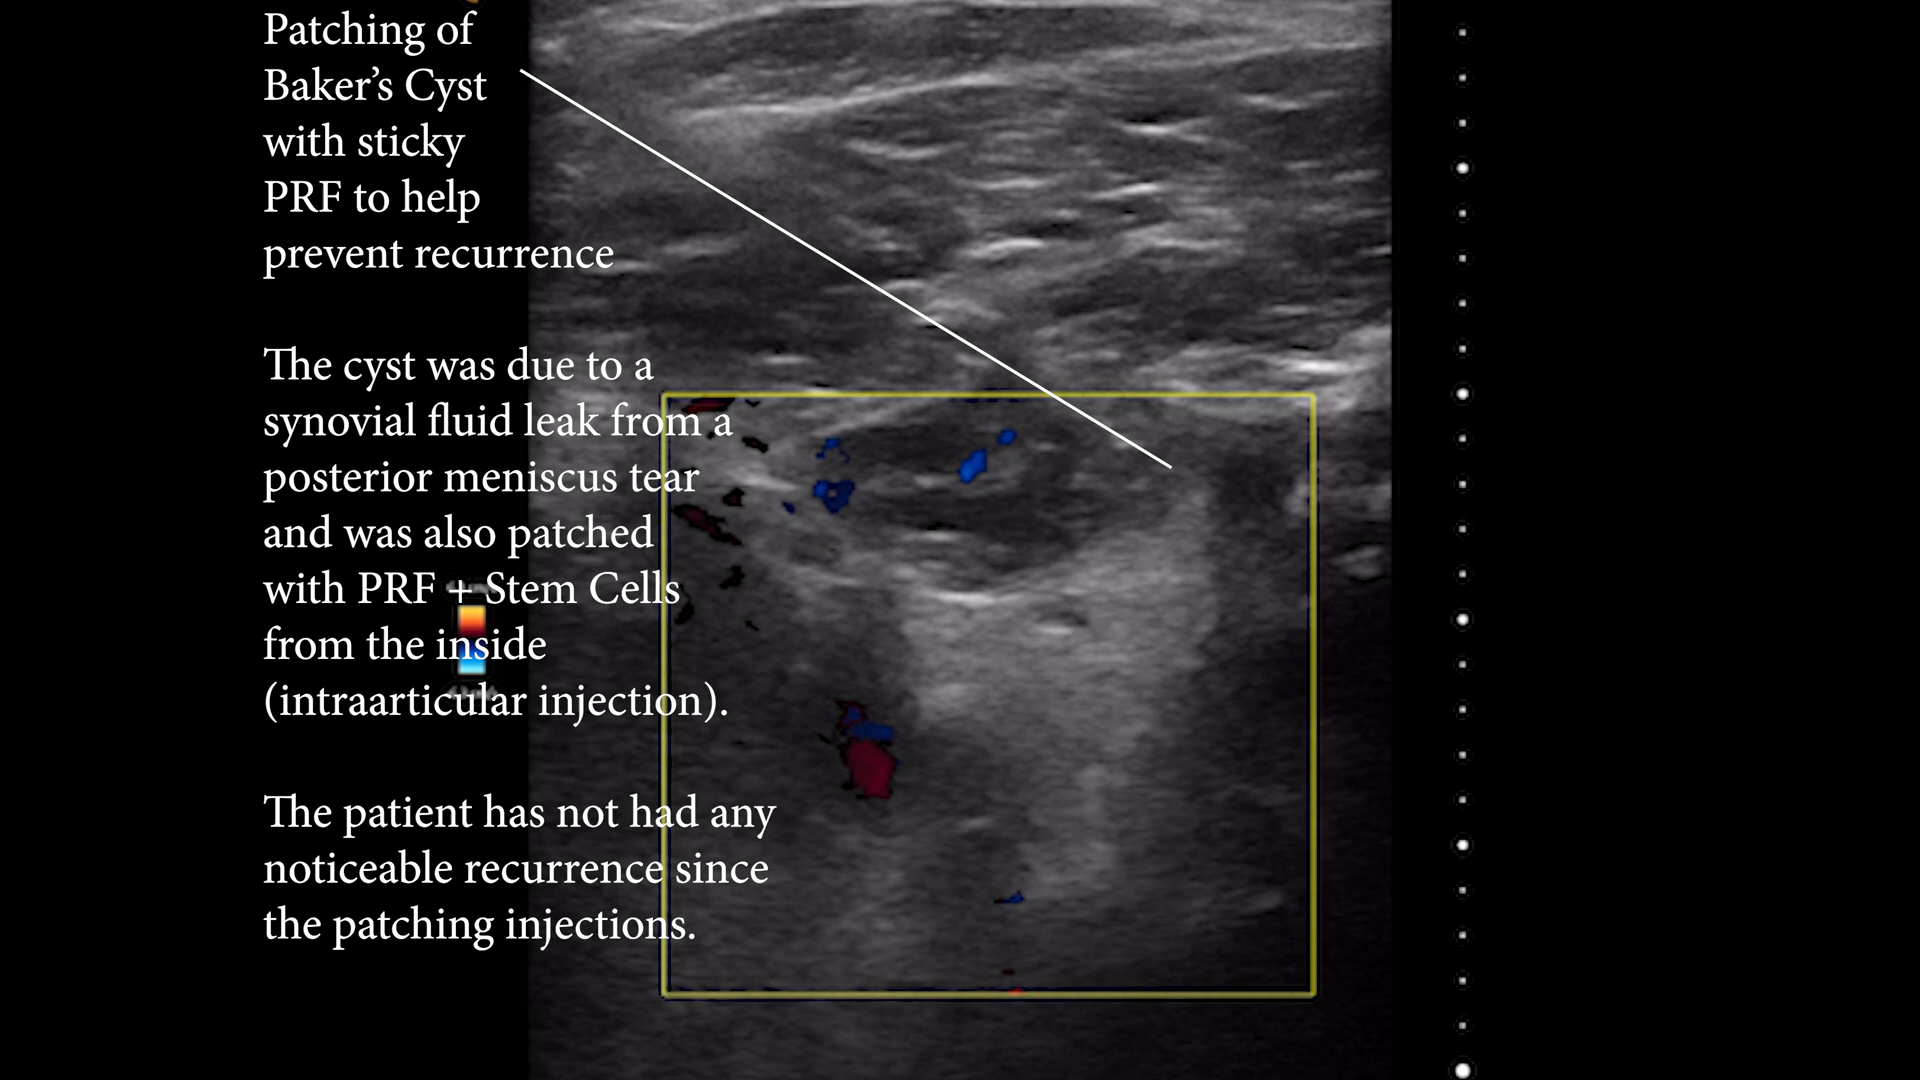 Patching of
Baker’s Cyst
with sticky
PRF to help
prevent recurrence
The cyst was due to a
synovial fluid leak from a
posterior meniscus tear
and was also patched
with PRF + Stem Cells
from the inside
(intraarticular injection).
The patient has not had any
noticeable recurrence since
the patching injections.